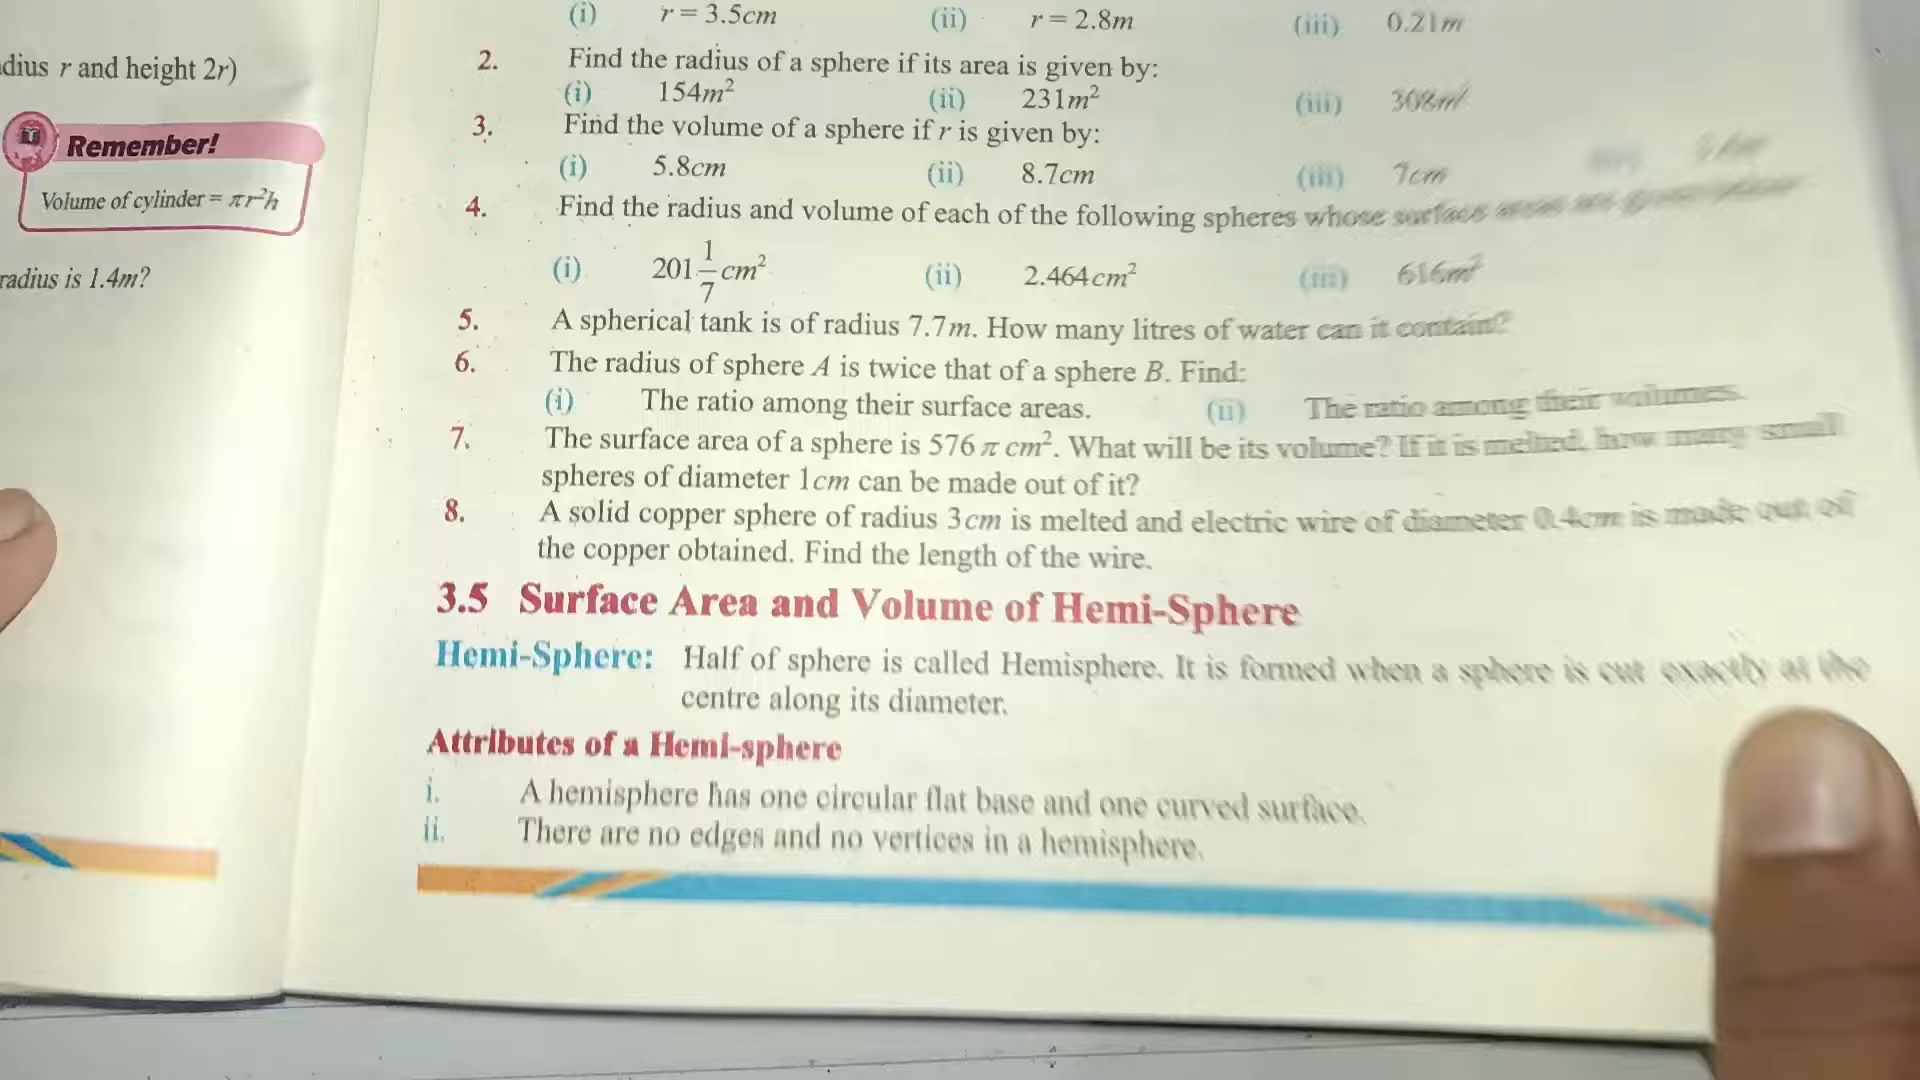 dius r and height 2r)
Remember!
Volume of cylinder = πr²h
radius is 1.4m?
(i) r = 3.5cm (ii) r = 2.8m (iii) 0.21m
2. Find the radius of a sphere if its area is given by:
(i) 154m² (ii) 231m² (iii)
3. Find the volume of a sphere if r is given by:
(i) 5.8cm (ii) 8.7cm (iii) 7cm
4. Find the radius and volume of each of the following spheres whose surface areas are
(i) 201 1/7 cm² (ii) 2.464cm² (iii) 616m²
5. A spherical tank is of radius 7.7m. How many litres of water can it contain?
6. The radius of sphere A is twice that of a sphere B. Find:
(i) The ratio among their surface areas. (ii) The ratio among their volumes.
7. The surface area of a sphere is 576 π cm². What will be its volume? If it is melted, how many small
spheres of diameter 1cm can be made out of it?
8. A solid copper sphere of radius 3cm is melted and electric wire of diameter 0.4cm is made out of
the copper obtained. Find the length of the wire.
3.5 Surface Area and Volume of Hemi-Sphere
Hemi-Sphere: Half of sphere is called Hemisphere. It is formed when a sphere is cut exactly at the
centre along its diameter.
Attributes of a Hemi-sphere
i. A hemisphere has one circular flat base and one curved surface.
ii. There are no edges and no vertices in a hemisphere.